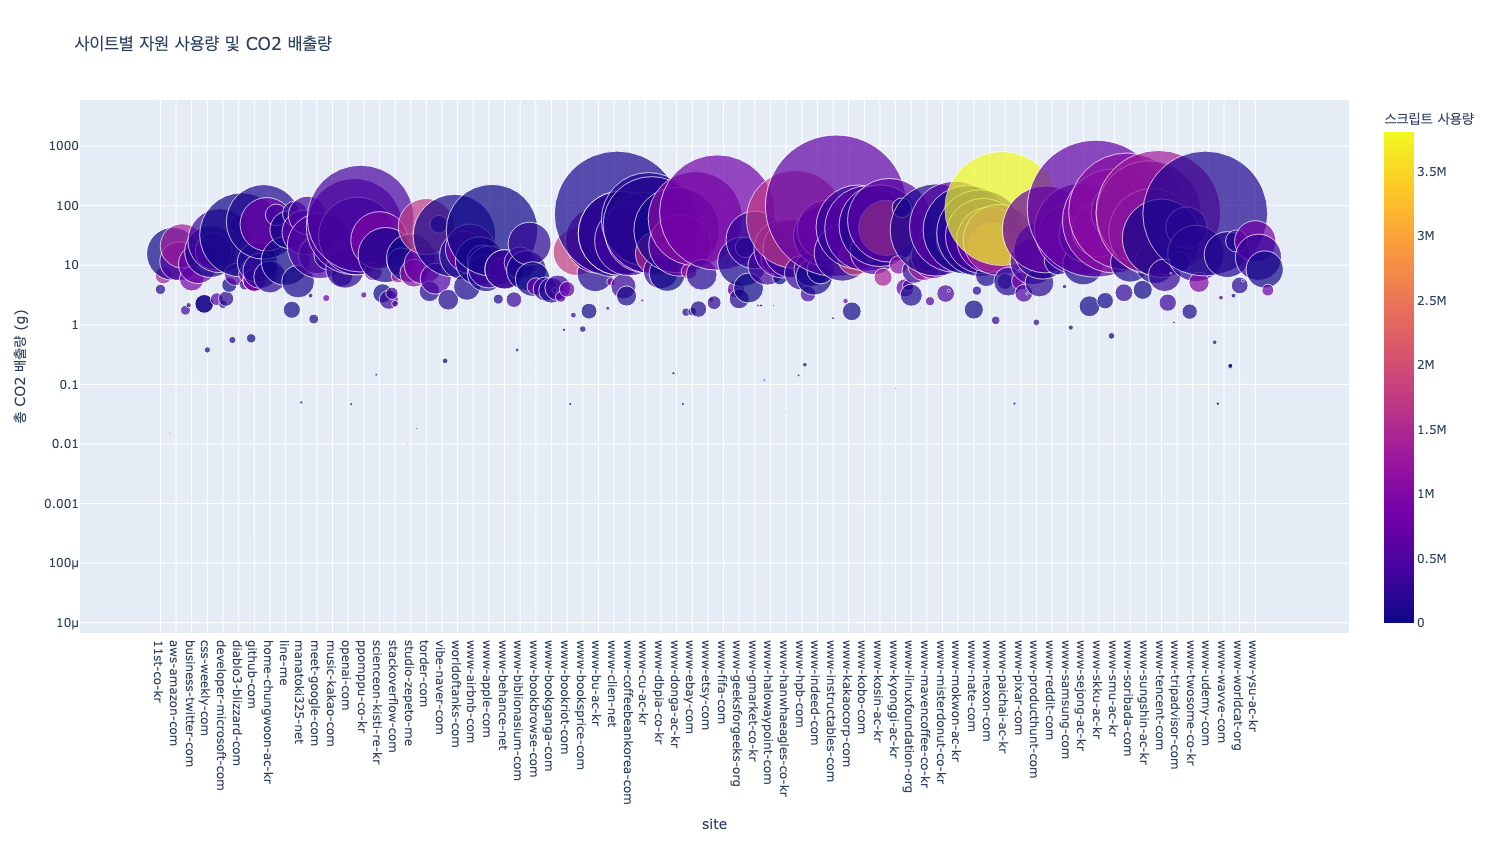 사이트별 자원 사용량 및 CO2 배출량
스크립트 사용량
1000
100
10
1
0.1
0.01
0.001
100μ
10μ
총 CO2 배출량 (g)
3.5M
3M
2.5M
2M
1.5M
1M
0.5M
0
11st-co-kr
aws-amazon-com
business-twitter-com
css-weekly-com
developer-microsoft-com
diablo3-blizzard-com
github-com
home-chungwoon-ac-kr
line-me
manatoki325-net
meet-google-com
music-kakao-com
openai-com
ppomppu-co-kr
scienceon-kisti-re-kr
stackoverflow-com
studio-zepeto-me
torder-com
vibe-naver-com
worldoftanks-com
www-airbnb-com
www-apple-com
www-behance-net
www-biblionasium-com
www-bookbrowse-com
www-bookganga-com
www-bookriot-com
www-booksprice-com
www-bu-ac-kr
www-clien-net
www-coffeebeankorea-com
www-cu-ac-kr
www-dbpia-co-kr
www-donga-ac-kr
www-ebay-com
www-etsy-com
www-fifa-com
www-geeksforgeeks-org
www-gmarket-co-kr
www-halowaypoint-com
www-hanwhaeagles-co-kr
www-hpb-com
www-indeed-com
www-instructables-com
www-kakaocorp-com
www-kobo-com
www-kosin-ac-kr
www-kyonggi-ac-kr
www-linuxfoundation-org
www-mavencoffee-co-kr
www-misterdonut-co-kr
www-mokwon-ac-kr
www-nate-com
www-nexon-com
www-paichai-ac-kr
www-pixar-com
www-producthunt-com
www-reddit-com
www-samsung-com
www-sejong-ac-kr
www-skku-ac-kr
www-smu-ac-kr
www-soribada-com
www-sungshin-ac-kr
www-tencent-com
www-tripadvisor-com
www-twosome-co-kr
www-udemy-com
www-wavve-com
www-worldcat-org
www-ysu-ac-kr
site